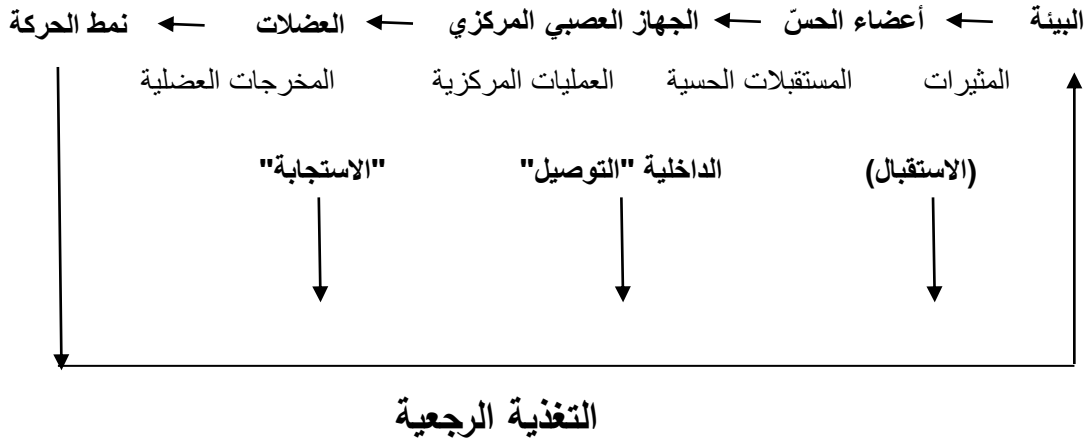 البيئة ← أعضاء الحسّ ← الجهاز العصبي المركزي ← العضلات ← نمط الحركة
المثيرات المستقبلات الحسية العمليات المركزية المخرجات العضلية
(الاستقبال) الداخلية "التوصيل" "الاستجابة"
التغذية الرجعية